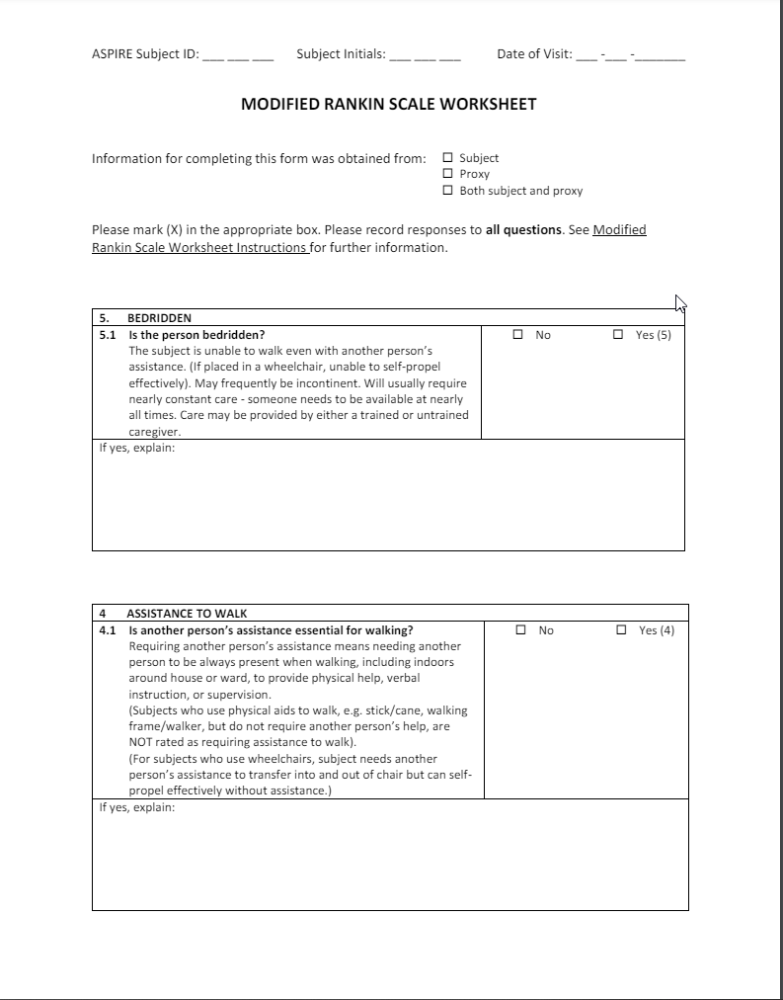 ASPIRE Subject ID: ___ ___ ___ Subject Initials: ___ ___ ___ Date of Visit: ___ -___ -_______
MODIFIED RANKIN SCALE WORKSHEET
Information for completing this form was obtained from: ☐ Subject
☐ Proxy
☐ Both subject and proxy
Please mark (X) in the appropriate box. Please record responses to all questions. See Modified
Rankin Scale Worksheet Instructions for further information.
5. BEDRIDDEN
5.1 Is the person bedridden? ☐ No ☐ Yes (5)
The subject is unable to walk even with another person’s
assistance. (If placed in a wheelchair, unable to self-propel
effectively). May frequently be incontinent. Will usually require
nearly constant care - someone needs to be available at nearly
all times. Care may be provided by either a trained or untrained
caregiver.
If yes, explain:
4 ASSISTANCE TO WALK
4.1 Is another person’s assistance essential for walking? ☐ No ☐ Yes (4)
Requiring another person’s assistance means needing another
person to be always present when walking, including indoors
around house or ward, to provide physical help, verbal
instruction, or supervision.
(Subjects who use physical aids to walk, e.g. stick/cane, walking
frame/walker, but do not require another person’s help, are
NOT rated as requiring assistance to walk).
(For subjects who use wheelchairs, subject needs another
person’s assistance to transfer into and out of chair but can self-
propel effectively without assistance.)
If yes, explain: